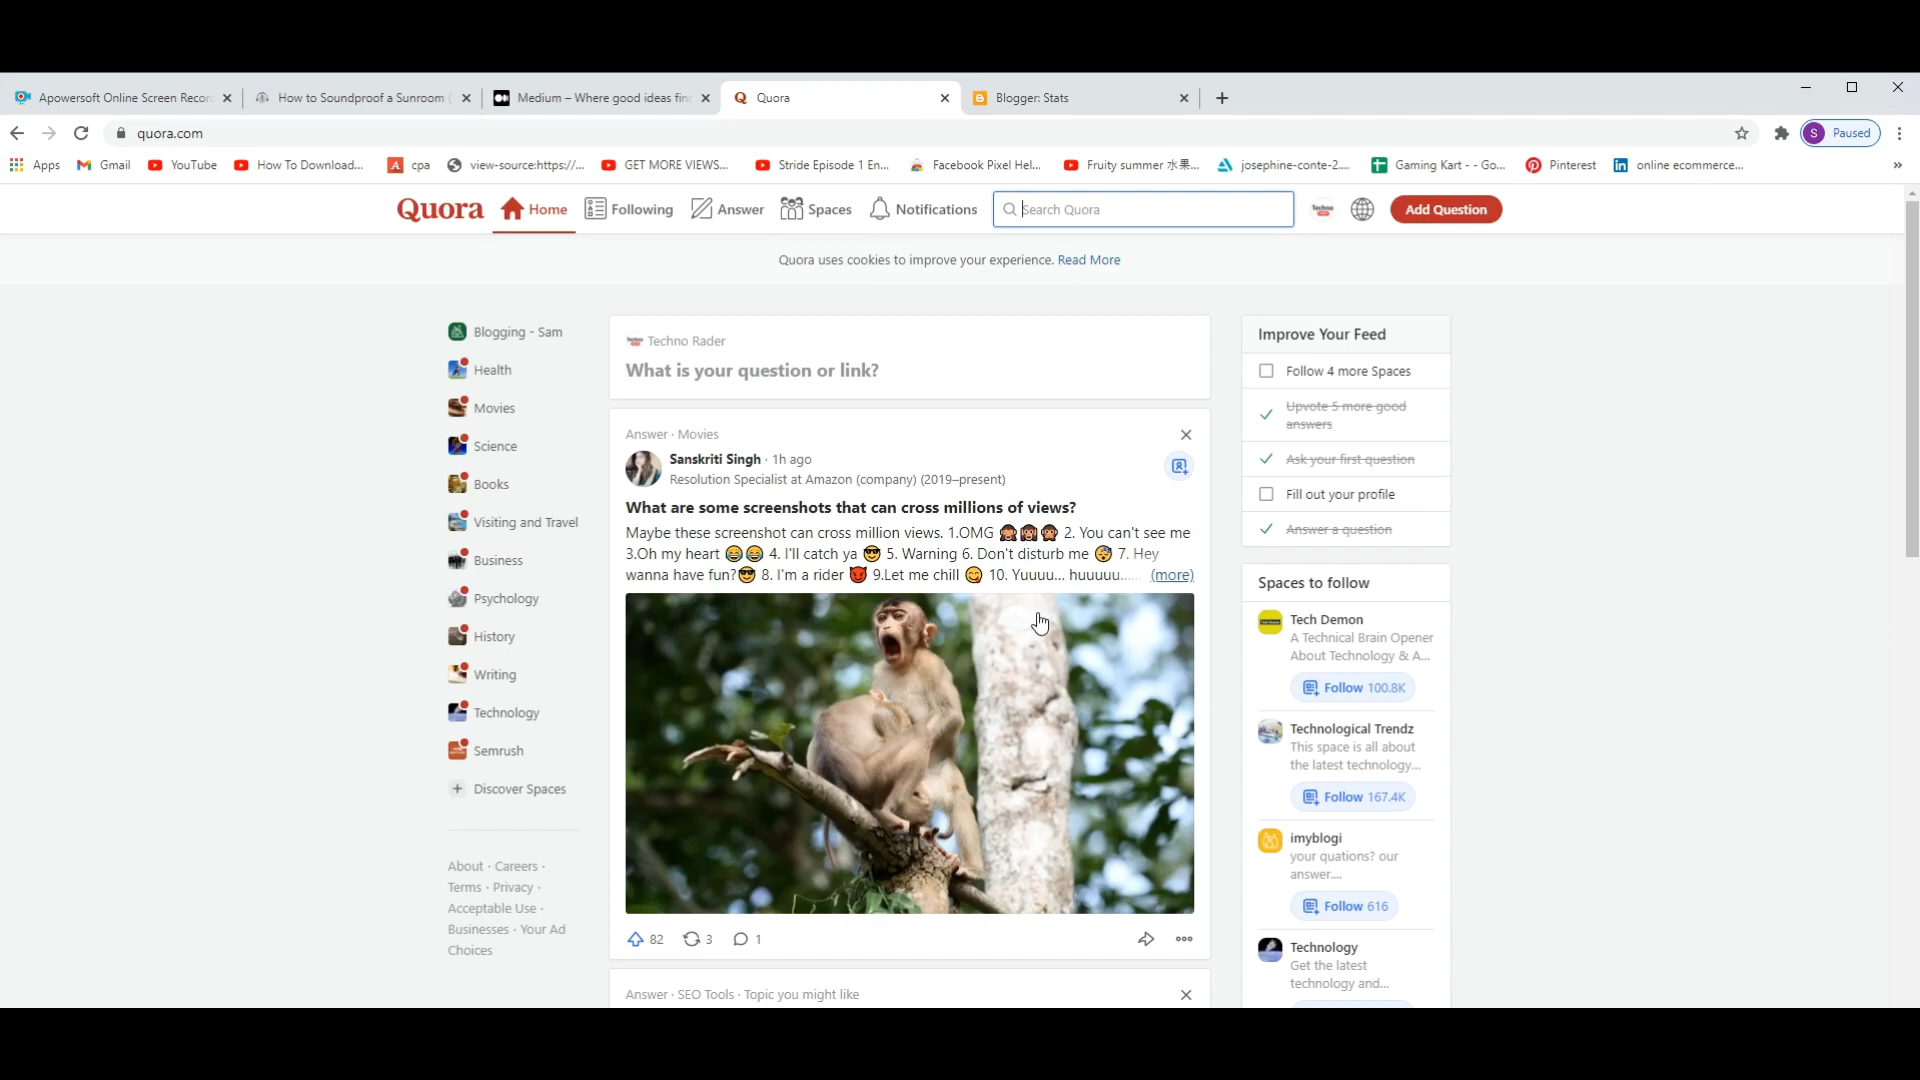 Apowersoft Online Screen Recor
How to Soundproof a Sunroom (
Medium – Where good ideas fin
Quora
Blogger: Stats
quora.com
Paused
Apps
Gmail
YouTube
How To Download...
cpa
view-source:https://...
GET MORE VIEWS...
Stride Episode 1 En...
Facebook Pixel Hel...
Fruity summer 水果...
josephine-conte-2....
Gaming Kart - - Go...
Pinterest
online ecommerce...
Quora
Home
Following
Answer
Spaces
Notifications
Search Quora
Add Question
Quora uses cookies to improve your experience. Read More
Blogging - Sam
Health
Movies
Science
Books
Visiting and Travel
Business
Psychology
History
Writing
Technology
Semrush
+ Discover Spaces
About · Careers ·
Terms · Privacy ·
Acceptable Use ·
Businesses · Your Ad
Choices
Techno Rader
What is your question or link?
Answer · Movies
Sanskriti Singh · 1h ago
Resolution Specialist at Amazon (company) (2019–present)
What are some screenshots that can cross millions of views?
Maybe these screenshot can cross million views. 1.OMG 🙈🙉🙊 2. You can't see me
3.Oh my heart 😂😂 4. I'll catch ya 😎 5. Warning 6. Don't disturb me 😴 7. Hey
wanna have fun?😎 8. I'm a rider 😈 9.Let me chill 😋 10. Yuuuu... huuuuu...... (more)
82
3
1
Answer · SEO Tools · Topic you might like
Improve Your Feed
Follow 4 more Spaces
Upvote 5 more good
answers
Ask your first question
Fill out your profile
Answer a question
Spaces to follow
Tech Demon
A Technical Brain Opener
About Technology & A...
Follow 100.8K
Technological Trendz
This space is all about
the latest technology...
Follow 167.4K
imyblogi
your quations? our
answer....
Follow 616
Technology
Get the latest
technology and...